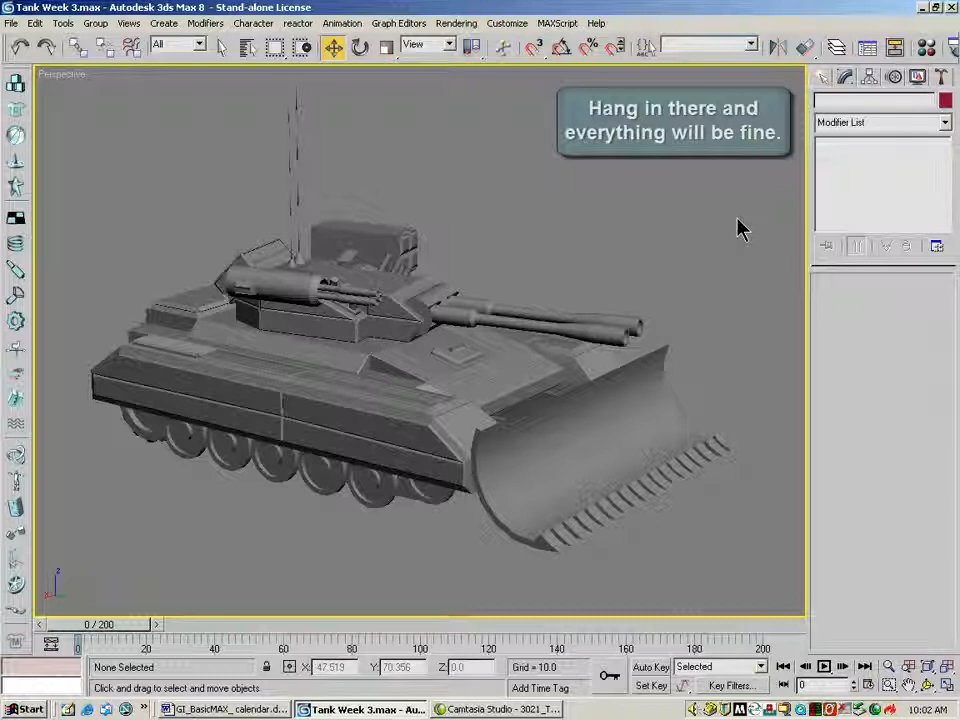 Tank Week 3.max - Autodesk 3ds Max 8 - Stand-alone License
File Edit Tools Group Views Create Modifiers Character reactor Animation Graph Editors Rendering Customize MAXScript Help
All View
Perspective
Hang in there and
everything will be fine.
Modifier List
z
x
0 / 200
0 20 40 60 80 100 120 140 160 180 200
None Selected X: 47.519 Y: 70.356 Z: 0.0 Grid = 10.0 Auto Key Selected
Click and drag to select and move objects Add Time Tag Set Key Key Filters... 0
Start GI_BasicMAX_ calendar.d... Tank Week 3.max - Au... Camtasia Studio - 3021_T... 10:02 AM